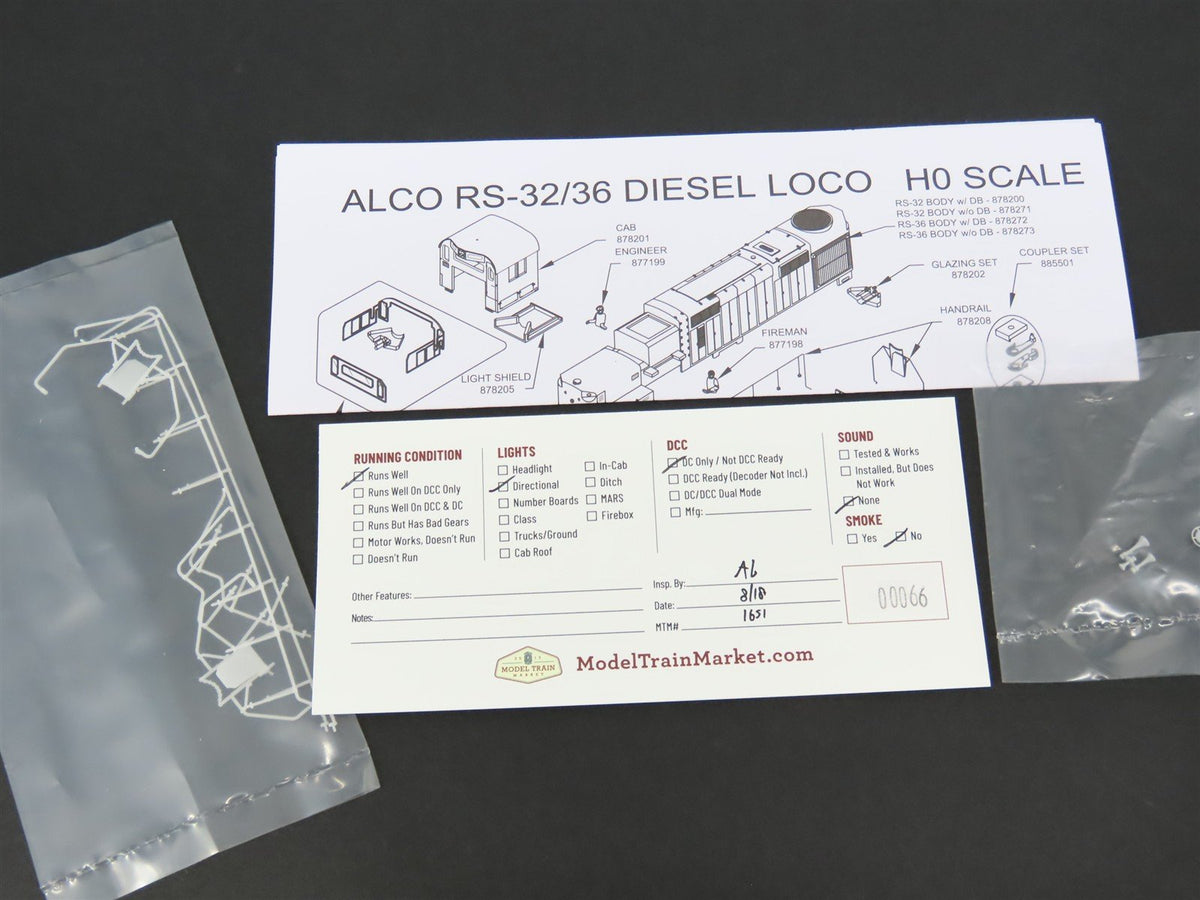 ALCO RS-32/36 DIESEL LOCO H0 SCALE
RS-32 BODY w/ DB - 878200
RS-32 BODY w/o DB - 878271
RS-36 BODY w/ DB - 878272
RS-36 BODY w/o DB - 878273
CAB
878201
ENGINEER
877199
GLAZING SET
878202
COUPLER SET
885501
HANDRAIL
878208
FIREMAN
877198
LIGHT SHIELD
878205
RUNNING CONDITION
Runs Well
Runs Well On DCC Only
Runs Well On DCC & DC
Runs But Has Bad Gears
Motor Works, Doesn't Run
Doesn't Run
LIGHTS
Headlight
Directional
Number Boards
Class
Trucks/Ground
Cab Roof
In-Cab
Ditch
MARS
Firebox
DCC
DC Only / Not DCC Ready
DCC Ready (Decoder Not Incl.)
DC/DCC Dual Mode
Mfg:
SOUND
Tested & Works
Installed, But Does
Not Work
None
SMOKE
Yes No
Other Features:
Notes:
Insp. By:
Date: 8/18
MTM# 1651
00066
MODEL TRAIN
MARKET
ModelTrainMarket.com